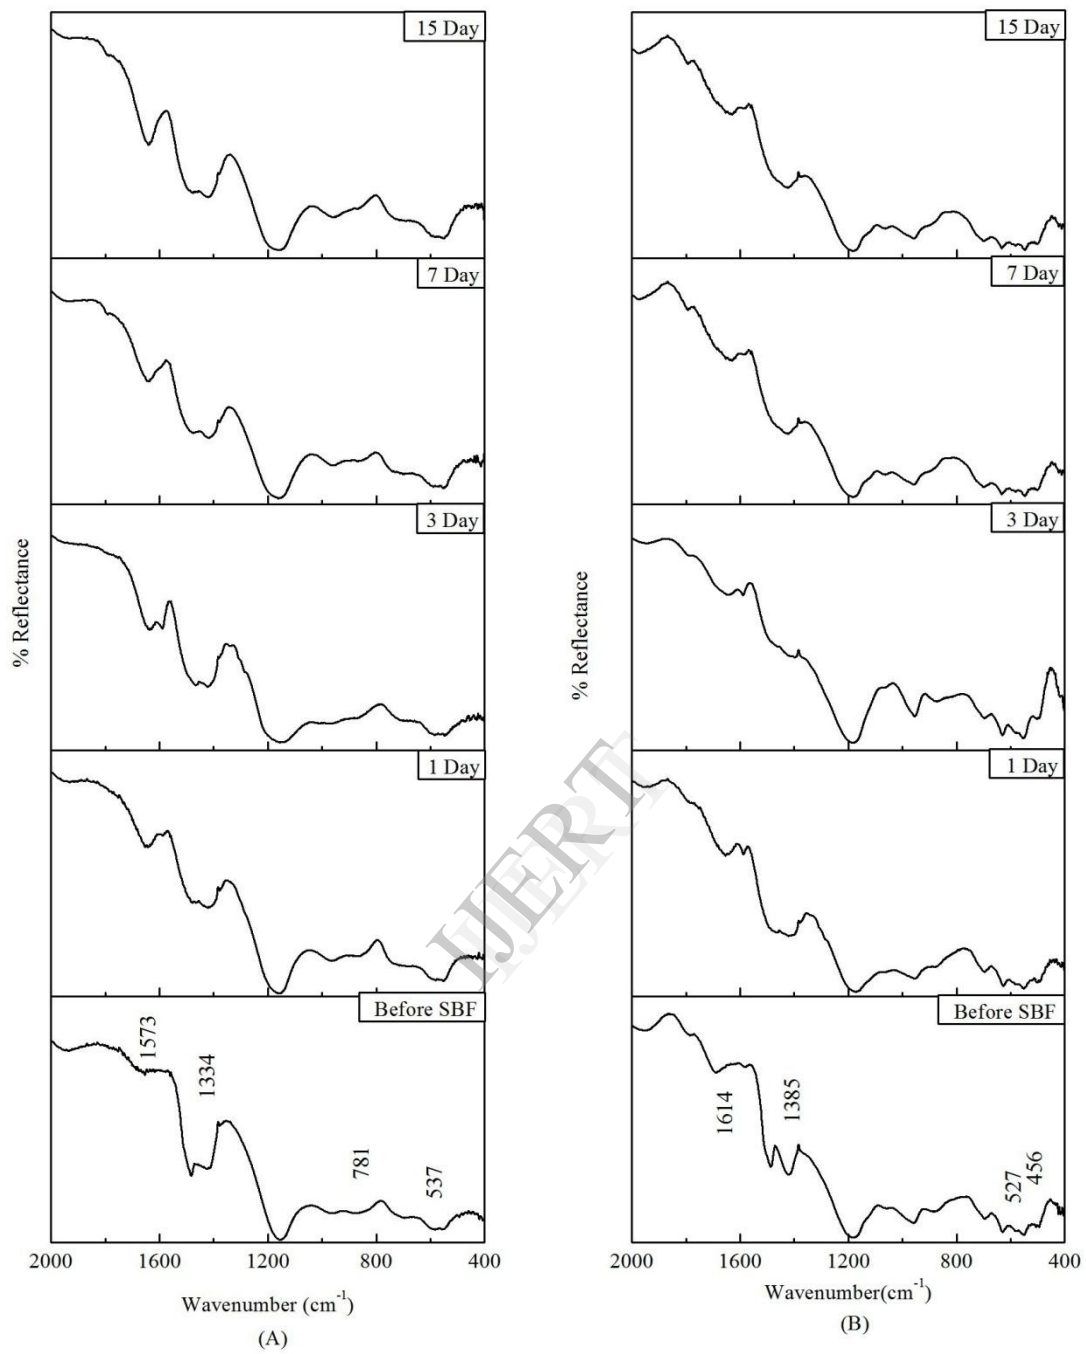 15 Day
7 Day
3 Day
1 Day
Before SBF
1573
1334
781
537
% Reflectance
2000 1600 1200 800 400
Wavenumber (cm-1)
(A)
15 Day
7 Day
3 Day
1 Day
Before SBF
1614
1385
527
456
% Reflectance
2000 1600 1200 800 400
Wavenumber(cm-1)
(B)
IJERT